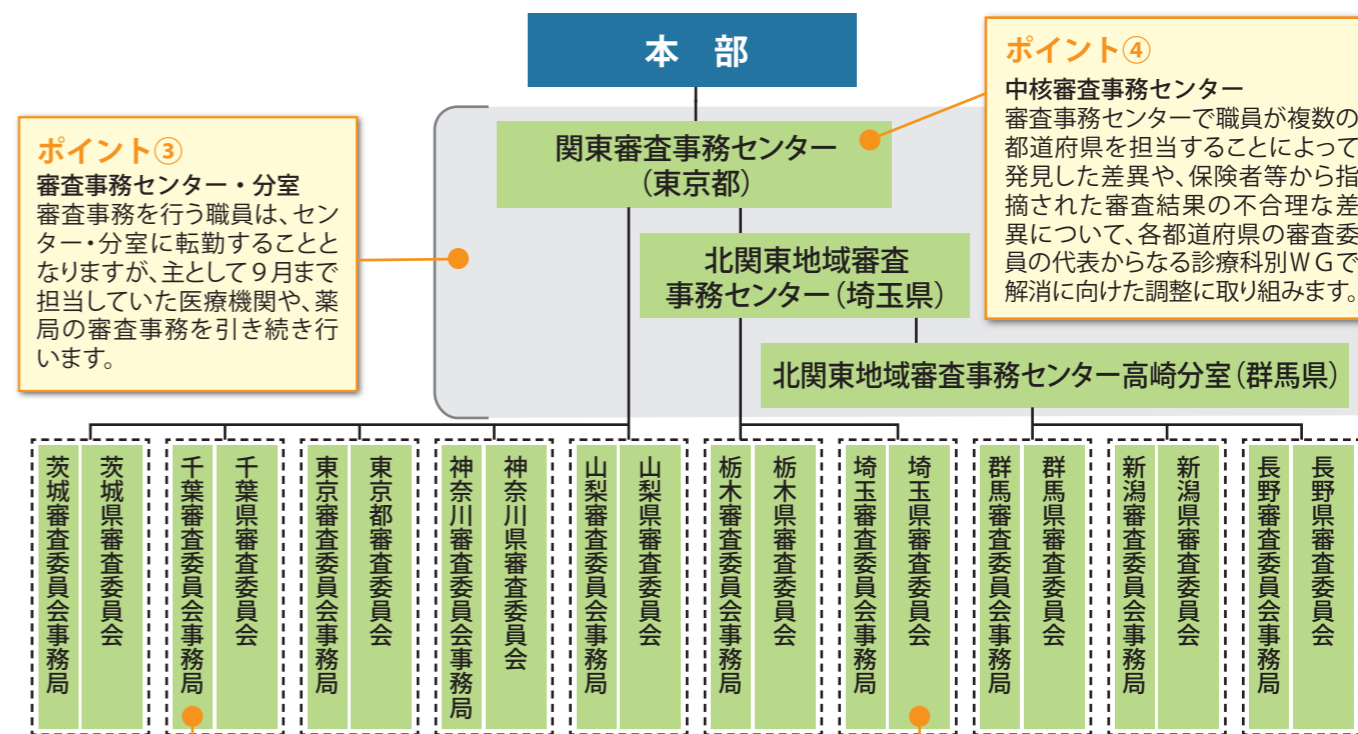 本 部
ポイント③
審査事務センター・分室
審査事務を行う職員は、セン
ター・分室に転勤することと
なりますが、主として９月まで
担当していた医療機関や、薬
局の審査事務を引き続き行
います。
関東審査事務センター
（東京都）
ポイント④
中核審査事務センター
審査事務センターで職員が複数の
都道府県を担当することによって
発見した差異や、保険者等から指
摘された審査結果の不合理な差
異について、各都道府県の審査委
員の代表からなる診療科別ＷＧで
解消に向けた調整に取り組みます。
北関東地域審査
事務センター（埼玉県）
北関東地域審査事務センター高崎分室（群馬県）
茨城審査委員会事務局
茨城県審査委員会
千葉審査委員会事務局
千葉県審査委員会
東京審査委員会事務局
東京都審査委員会
神奈川審査委員会事務局
神奈川県審査委員会
山梨審査委員会事務局
山梨県審査委員会
栃木審査委員会事務局
栃木県審査委員会
埼玉審査委員会事務局
埼玉県審査委員会
群馬審査委員会事務局
群馬県審査委員会
新潟審査委員会事務局
新潟県審査委員会
長野審査委員会事務局
長野県審査委員会